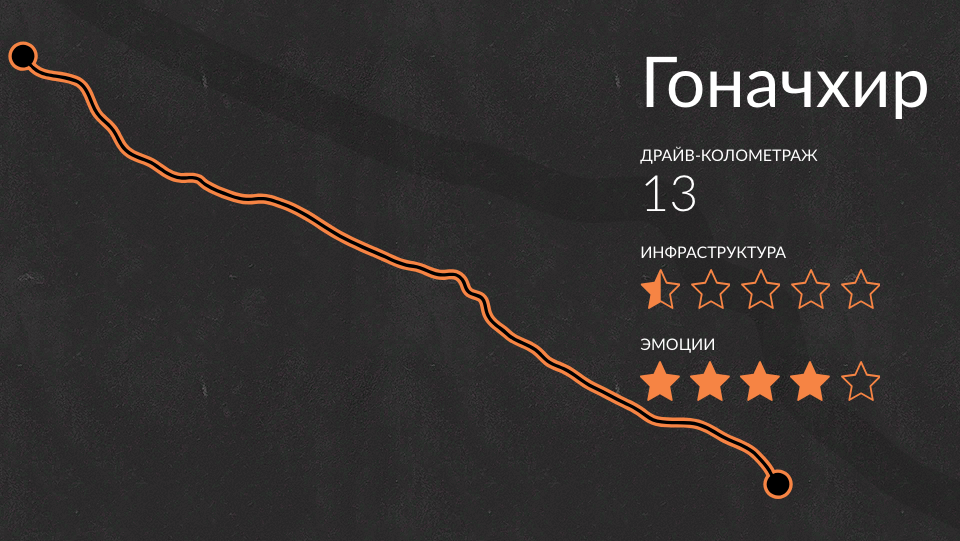 Гоначхир
ДРАЙВ-КОЛОМЕТРАЖ
13
ИНФРАСТРУКТУРА
ЭМОЦИИ